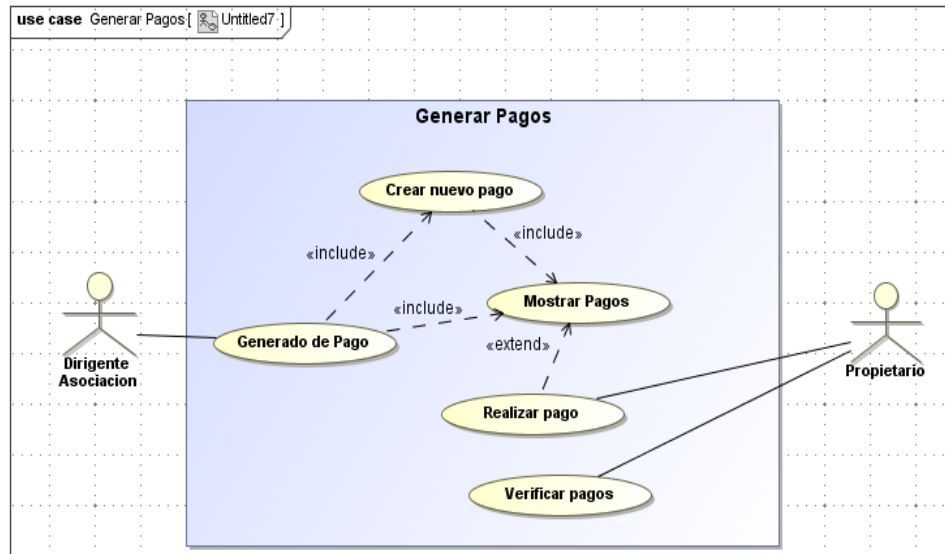 use case Generar Pagos [ Untitled7 ]
Generar Pagos
Crear nuevo pago
«include»
«include»
Mostrar Pagos
«include»
Generado de Pago
«extend»
Dirigente
Asociacion
Propietario
Realizar pago
Verificar pagos